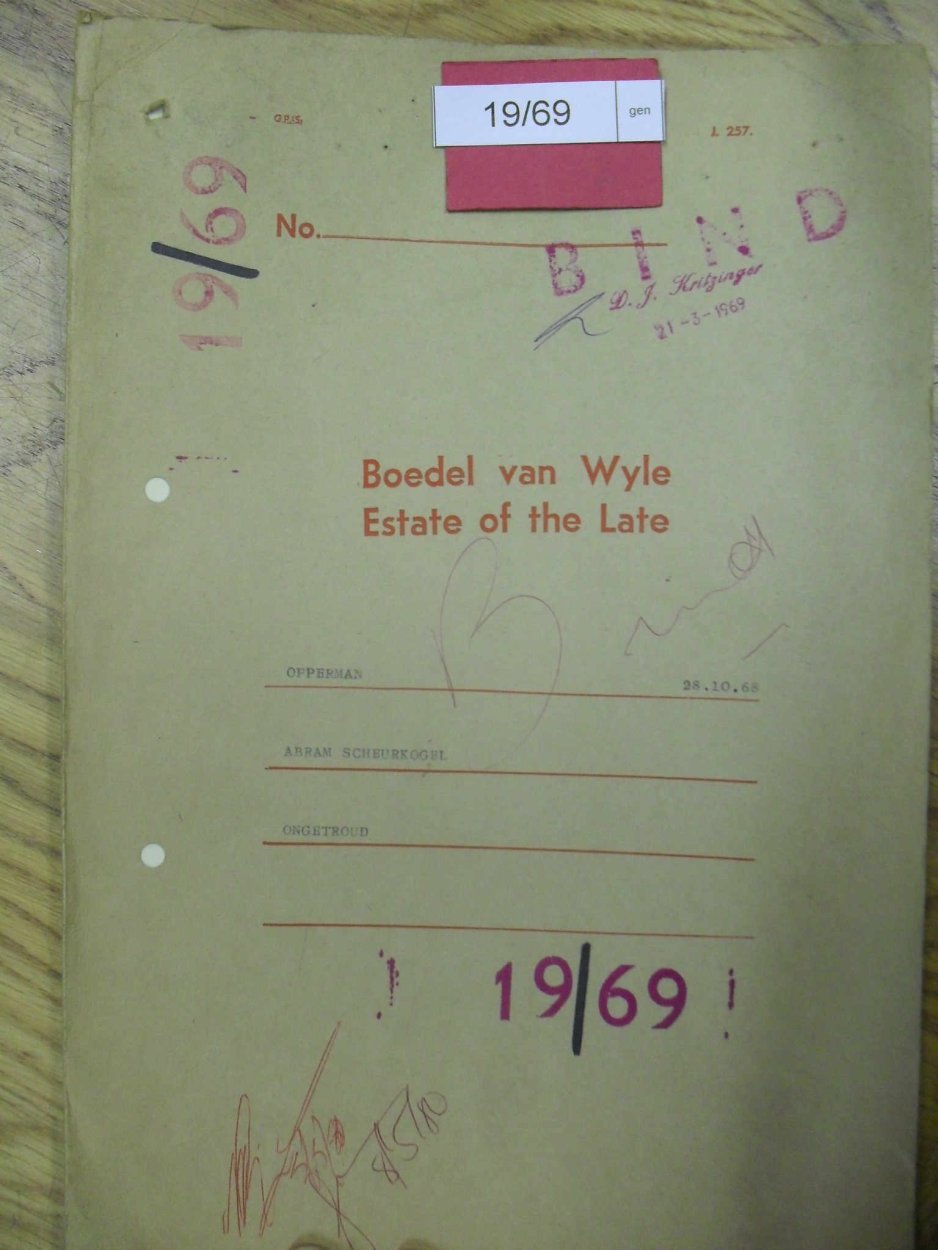 19/69 gen
G.P.-S.
J. 257.
19/69
No.
BIND
D. J. Kritzinger
21-3-1969
Boedel van Wyle
Estate of the Late
Bind
OPPERMAN 28.10.68
ABRAM SCHEURKOGEL
ONGETROUD
! 19/69 !